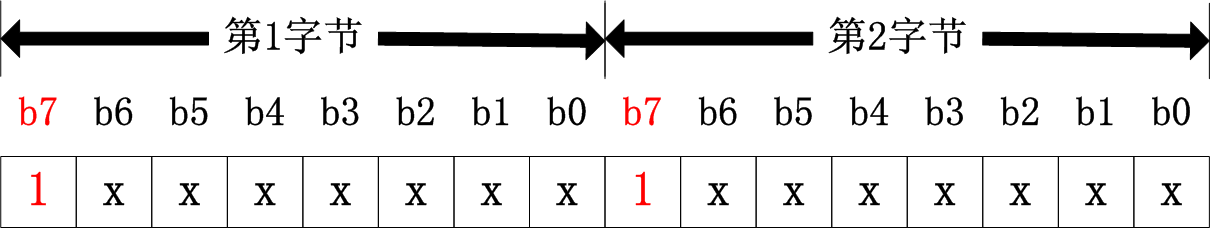 第1字节 第2字节
b7 b6 b5 b4 b3 b2 b1 b0 b7 b6 b5 b4 b3 b2 b1 b0
1 x x x x x x x 1 x x x x x x x